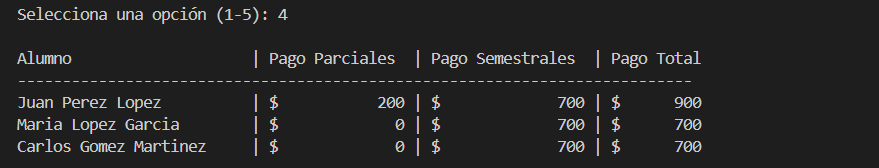 Selecciona una opción (1-5): 4
Alumno | Pago Parciales | Pago Semestrales | Pago Total
---------------------------------------------------------------------------
Juan Perez Lopez | $ 200 | $ 700 | $ 900
Maria Lopez Garcia | $ 0 | $ 700 | $ 700
Carlos Gomez Martinez | $ 0 | $ 700 | $ 700